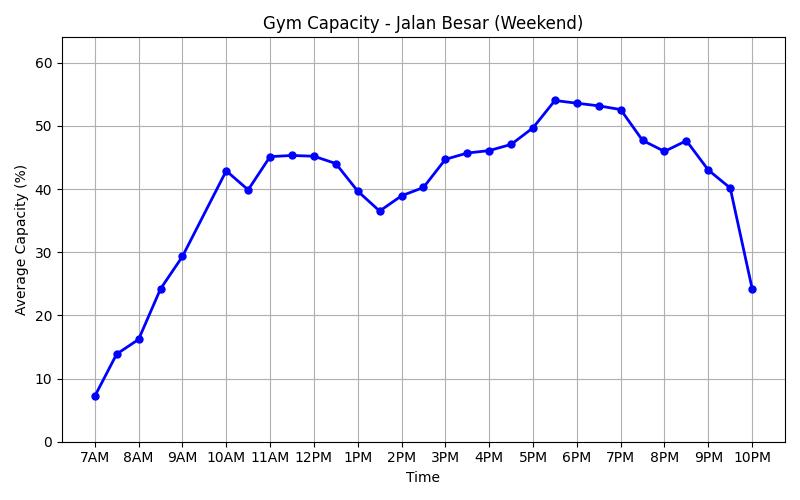 Gym Capacity - Jalan Besar (Weekend)
60
50
40
30
20
10
0
Average Capacity (%)
7AM 8AM 9AM 10AM 11AM 12PM 1PM 2PM 3PM 4PM 5PM 6PM 7PM 8PM 9PM 10PM
Time